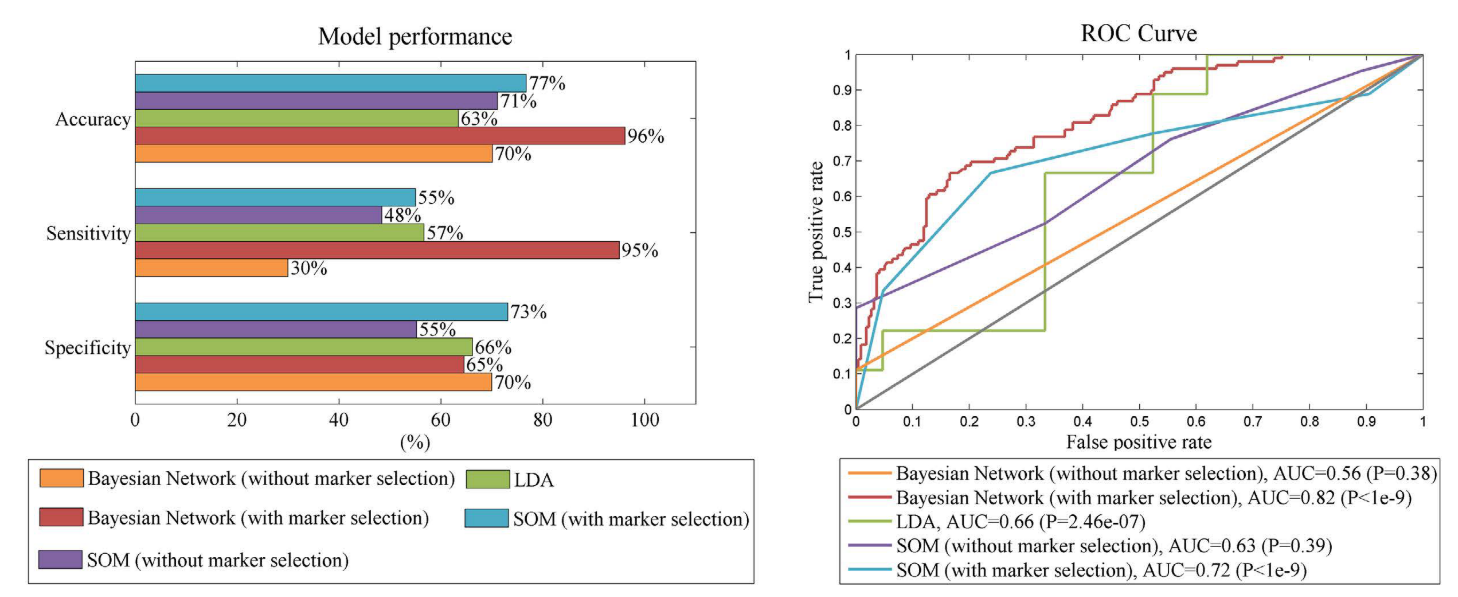 Model performance
Accuracy
77%
71%
63%
96%
70%
Sensitivity
55%
48%
57%
95%
30%
Specificity
73%
55%
66%
65%
70%
0 20 40 60 80 100
(%)
Bayesian Network (without marker selection)
LDA
Bayesian Network (with marker selection)
SOM (with marker selection)
SOM (without marker selection)
ROC Curve
True positive rate
1
0.9
0.8
0.7
0.6
0.5
0.4
0.3
0.2
0.1
0
0 0.1 0.2 0.3 0.4 0.5 0.6 0.7 0.8 0.9 1
False positive rate
Bayesian Network (without marker selection), AUC=0.56 (P=0.38)
Bayesian Network (with marker selection), AUC=0.82 (P<1e-9)
LDA, AUC=0.66 (P=2.46e-07)
SOM (without marker selection), AUC=0.63 (P=0.39)
SOM (with marker selection), AUC=0.72 (P<1e-9)